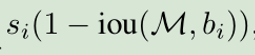 s_i(1 − iou(ℳ, b_i)),